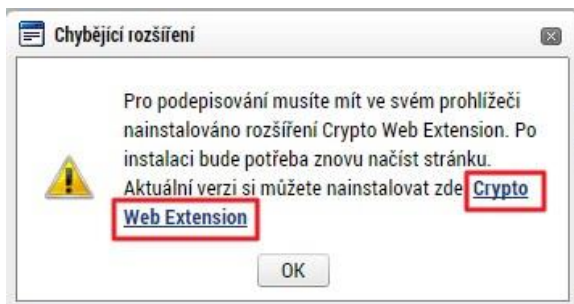 Chybějící rozšíření
Pro podepisování musíte mít ve svém prohlížeči
nainstalováno rozšíření Crypto Web Extension. Po
instalaci bude potřeba znovu načíst stránku.
Aktuální verzi si můžete nainstalovat zde Crypto
Web Extension
OK